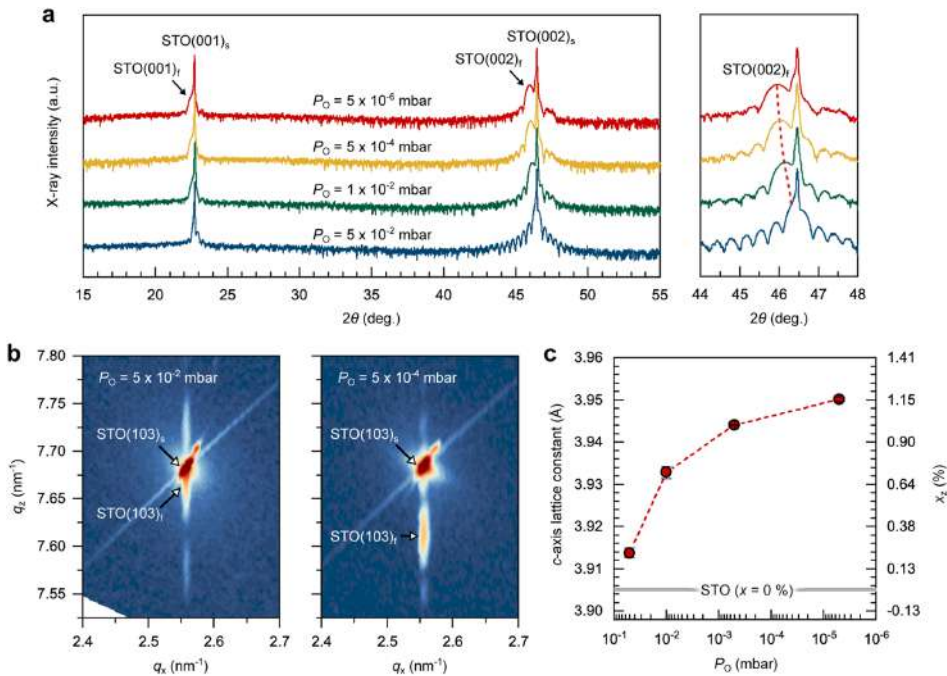 a
STO(001)s
STO(001)f
STO(002)s
STO(002)f
PO = 5 x 10-6 mbar
PO = 5 x 10-4 mbar
PO = 1 x 10-2 mbar
PO = 5 x 10-2 mbar
X-ray intensity (a.u.)
15 20 25 30 35 40 45 50 55
2θ (deg.)
STO(002)f
44 45 46 47 48
2θ (deg.)
b
7.80
7.75
7.70
7.65
7.60
7.55
qz (nm-1)
PO = 5 x 10-2 mbar
STO(103)s
STO(103)f
2.4 2.5 2.6 2.7
qx (nm-1)
PO = 5 x 10-4 mbar
STO(103)s
STO(103)f
2.4 2.5 2.6 2.7
qx (nm-1)
c
3.96
3.95
3.94
3.93
3.92
3.91
3.90
c-axis lattice constant (Å)
STO (x = 0 %)
1.41
1.15
0.90
0.64
0.38
0.23
-0.13
xz (%)
10-1 10-2 10-3 10-4 10-5 10-6
PO (mbar)